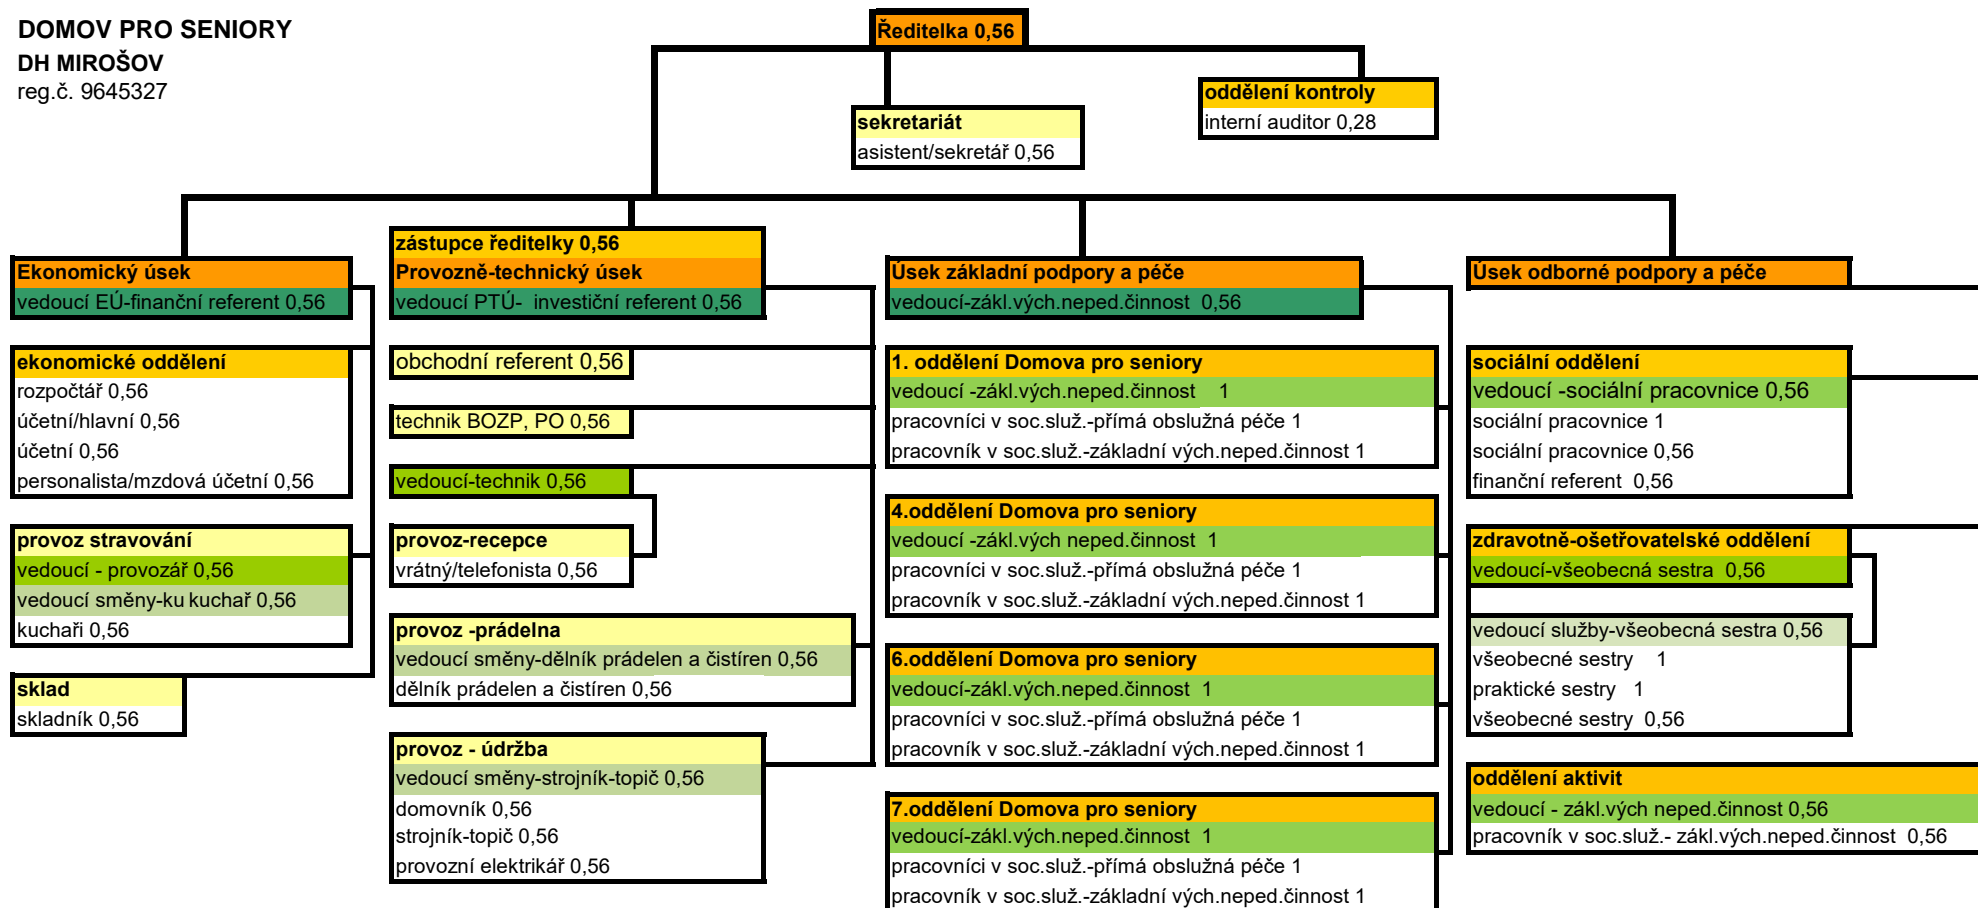 DOMOV PRO SENIORY
DH MIROŠOV
reg.č. 9645327
Ředitelka 0,56
oddělení kontroly
interní auditor 0,28
sekretariát
asistent/sekretář 0,56
Ekonomický úsek
vedoucí EÚ-finanční referent 0,56
ekonomické oddělení
rozpočtář 0,56
účetní/hlavní 0,56
účetní 0,56
personalista/mzdová účetní 0,56
provoz stravování
vedoucí - provozář 0,56
vedoucí směny-ku kuchař 0,56
kuchaři 0,56
sklad
skladník 0,56
zástupce ředitelky 0,56
Provozně-technický úsek
vedoucí PTÚ- investiční referent 0,56
obchodní referent 0,56
technik BOZP, PO 0,56
vedoucí-technik 0,56
provoz-recepce
vrátný/telefonista 0,56
provoz -prádelna
vedoucí směny-dělník prádelen a čistíren 0,56
dělník prádelen a čistíren 0,56
provoz - údržba
vedoucí směny-strojník-topič 0,56
domovník 0,56
strojník-topič 0,56
provozní elektrikář 0,56
Úsek základní podpory a péče
vedoucí-zákl.vých.neped.činnost 0,56
1. oddělení Domova pro seniory
vedoucí -zákl.vých.neped.činnost 1
pracovníci v soc.služ.-přímá obslužná péče 1
pracovník v soc.služ.-základní vých.neped.činnost 1
4.oddělení Domova pro seniory
vedoucí -zákl.vých neped.činnost 1
pracovníci v soc.služ.-přímá obslužná péče 1
pracovník v soc.služ.-základní vých.neped.činnost 1
6.oddělení Domova pro seniory
vedoucí-zákl.vých.neped.činnost 1
pracovníci v soc.služ.-přímá obslužná péče 1
pracovník v soc.služ.-základní vých.neped.činnost 1
7.oddělení Domova pro seniory
vedoucí-zákl.vých.neped.činnost 1
pracovníci v soc.služ.-přímá obslužná péče 1
pracovník v soc.služ.-základní vých.neped.činnost 1
Úsek odborné podpory a péče
sociální oddělení
vedoucí -sociální pracovnice 0,56
sociální pracovnice 1
sociální pracovnice 0,56
finanční referent 0,56
zdravotně-ošetřovatelské oddělení
vedoucí-všeobecná sestra 0,56
vedoucí služby-všeobecná sestra 0,56
všeobecné sestry 1
praktické sestry 1
všeobecné sestry 0,56
oddělení aktivit
vedoucí - zákl.vých neped.činnost 0,56
pracovník v soc.služ.- zákl.vých.neped.činnost 0,56